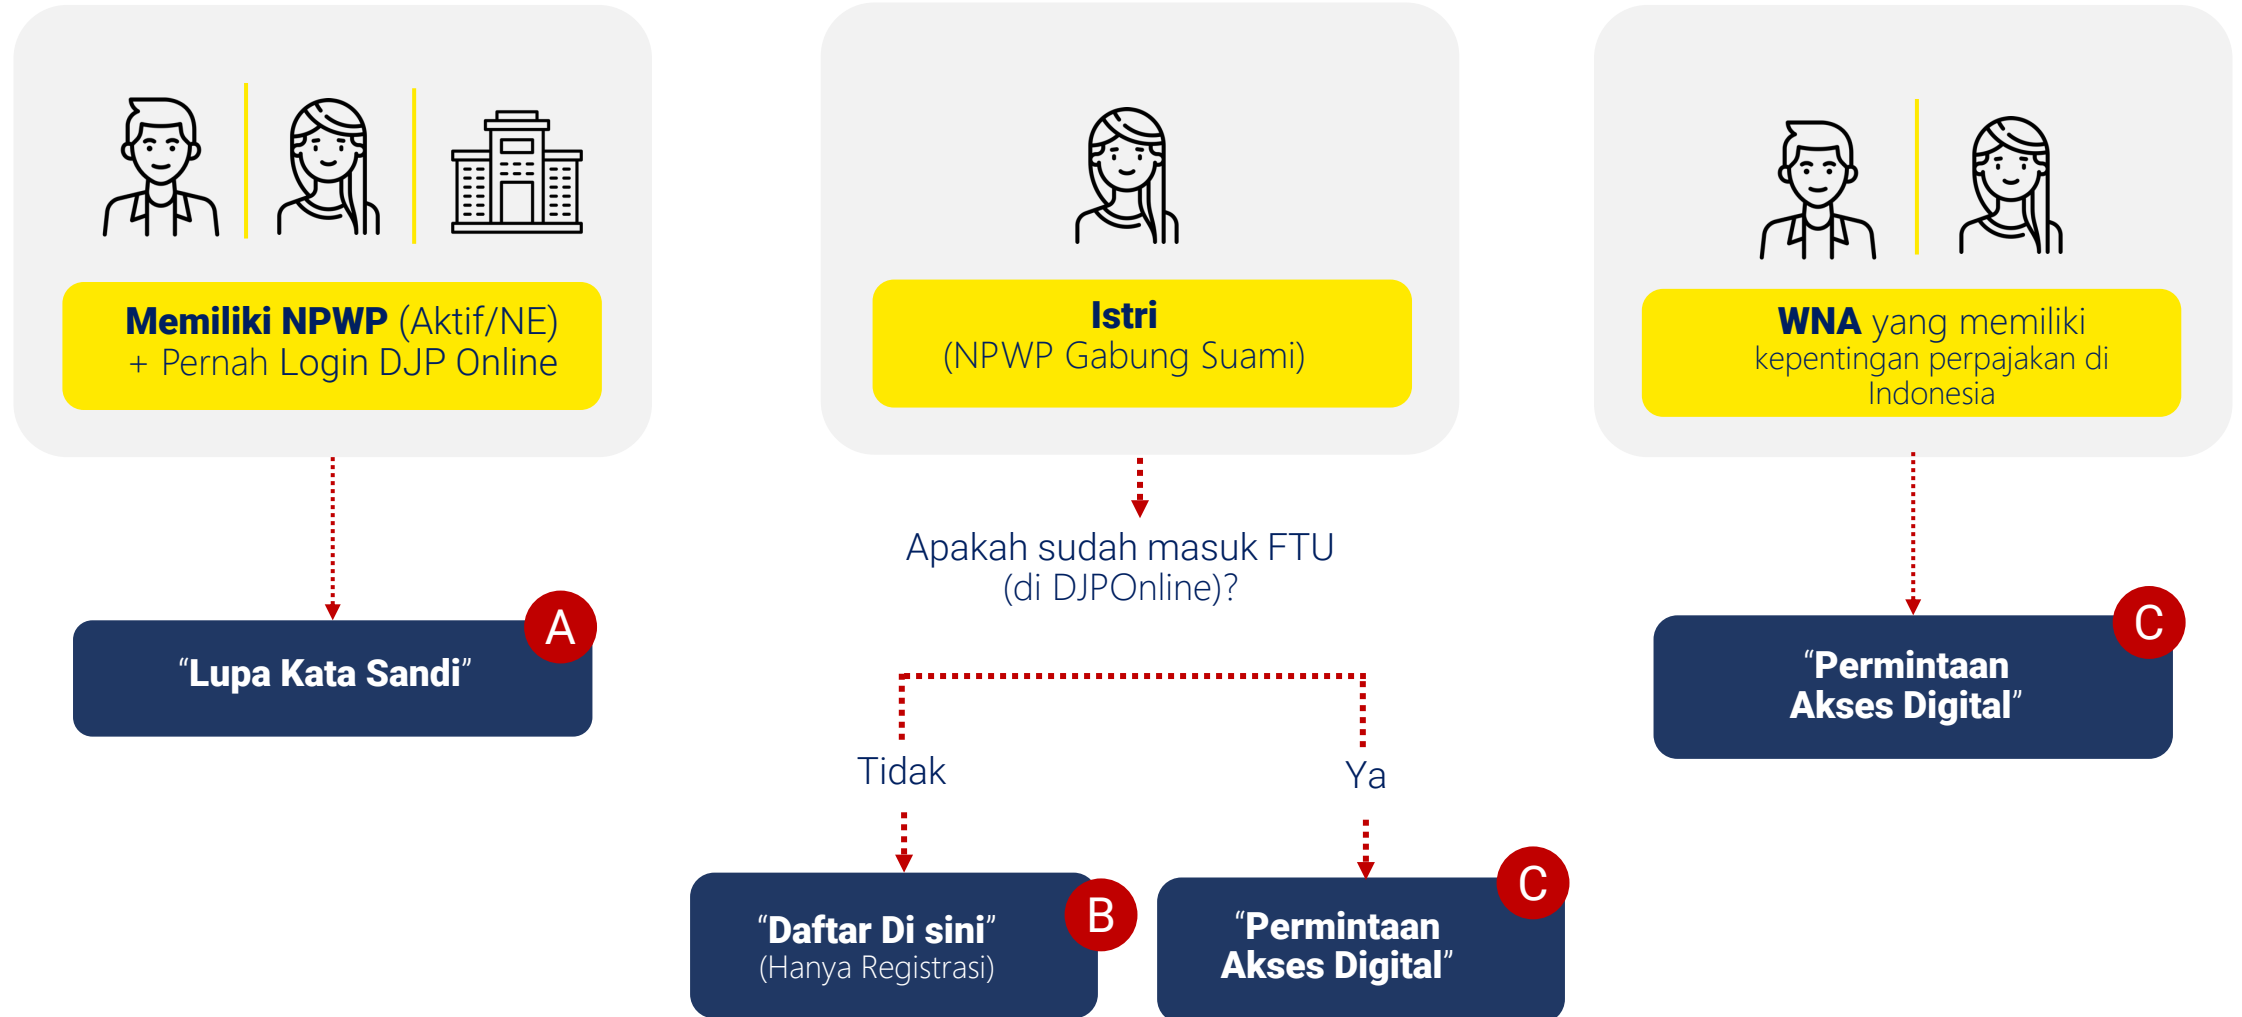 Memiliki NPWP (Aktif/NE)
+ Pernah Login DJP Online
“Lupa Kata Sandi”
A
Istri
(NPWP Gabung Suami)
Apakah sudah masuk FTU
(di DJPOnline)?
Tidak
Ya
“Daftar Di sini”
(Hanya Registrasi)
B
“Permintaan
Akses Digital”
C
WNA yang memiliki
kepentingan perpajakan di
Indonesia
“Permintaan
Akses Digital”
C